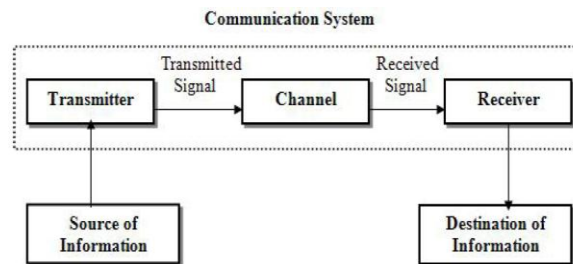 Communication System
Transmitted
Signal
Received
Signal
Transmitter
Channel
Receiver
Source of
Information
Destination of
Information